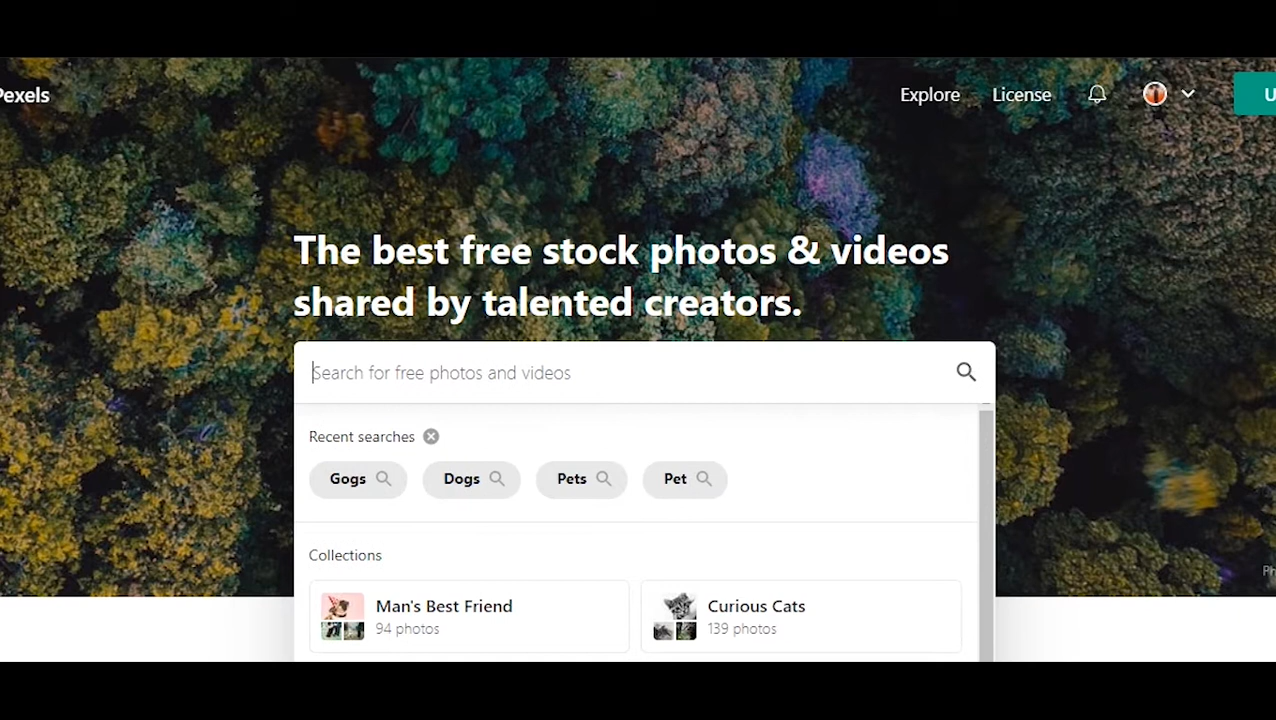 Pexels
Explore License
The best free stock photos & videos
shared by talented creators.
Search for free photos and videos
Recent searches
Gogs Dogs Pets Pet
Collections
Man's Best Friend
94 photos
Curious Cats
139 photos